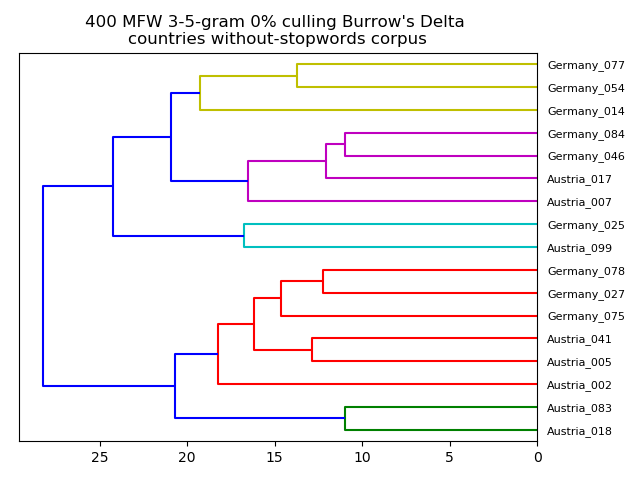 400 MFW 3-5-gram 0% culling Burrow's Delta
countries without-stopwords corpus
Germany_077
Germany_054
Germany_014
Germany_084
Germany_046
Austria_017
Austria_007
Germany_025
Austria_099
Germany_078
Germany_027
Germany_075
Austria_041
Austria_005
Austria_002
Austria_083
Austria_018
25 20 15 10 5 0